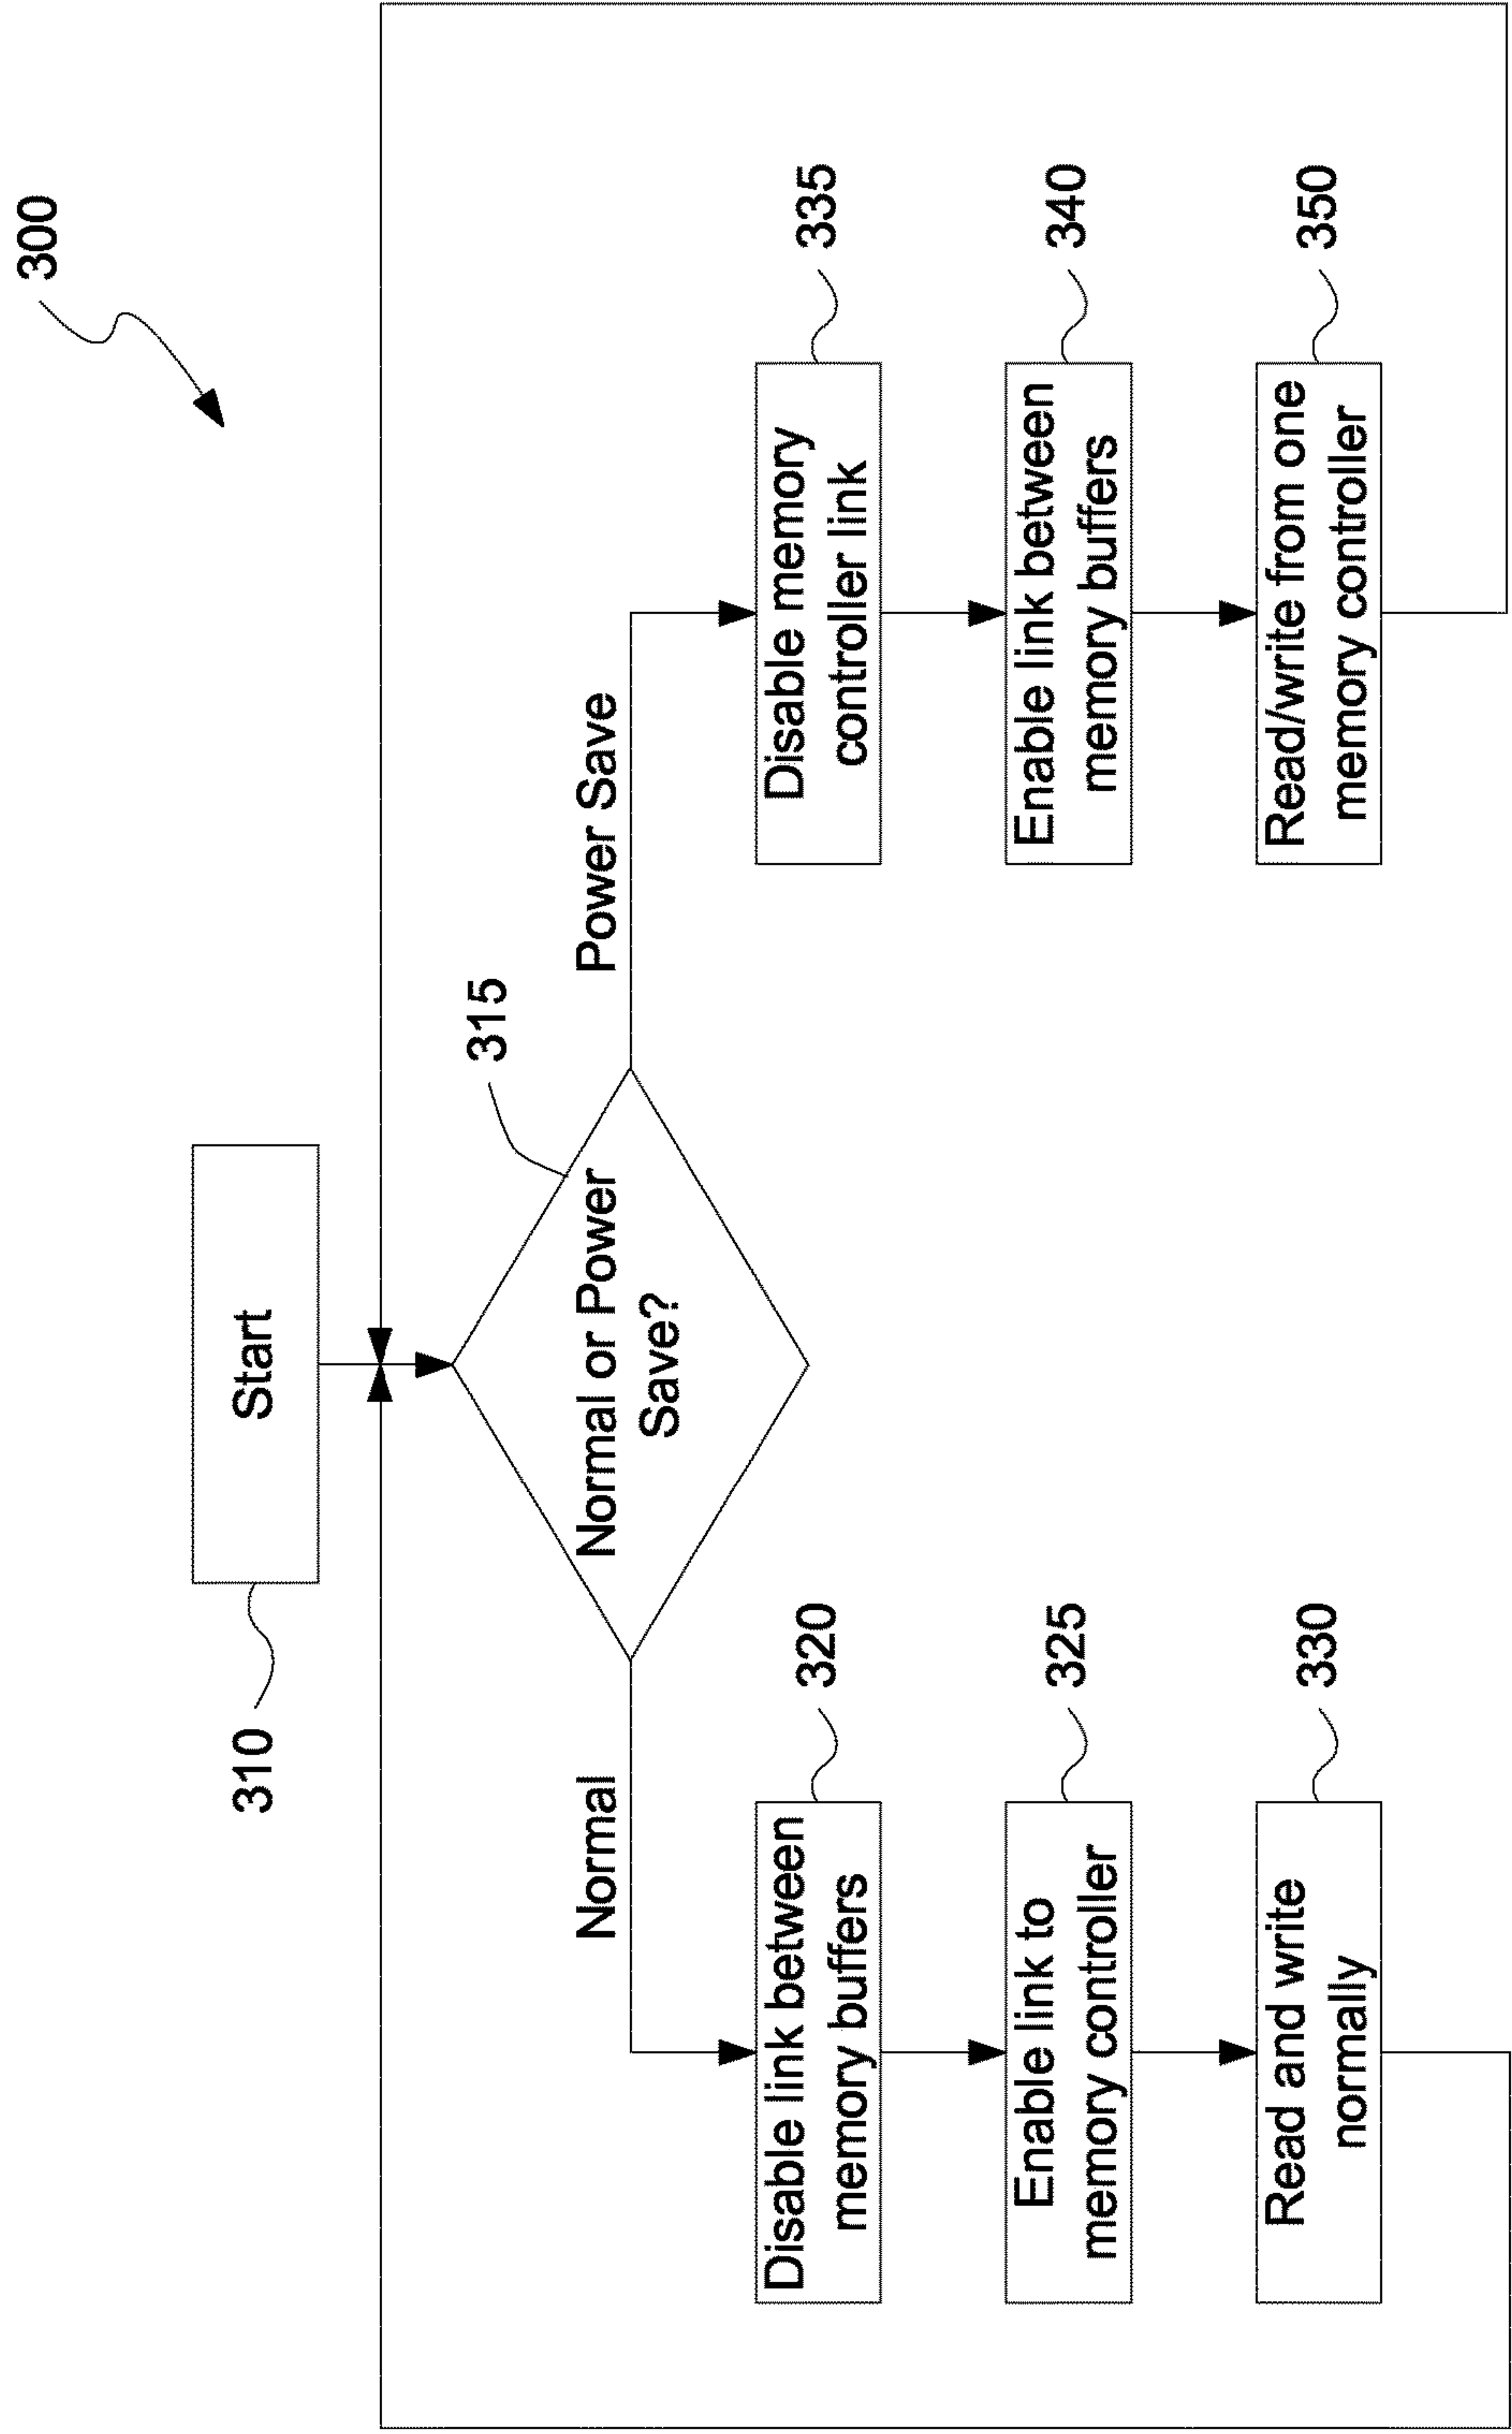 300
Start
310
315
Normal or Power
Save?
Normal
Power Save
Disable link between
memory buffers
320
Disable memory
controller link
335
Enable link to
memory controller
325
Enable link between
memory buffers
340
Read and write
normally
330
Read/write from one
memory controller
350